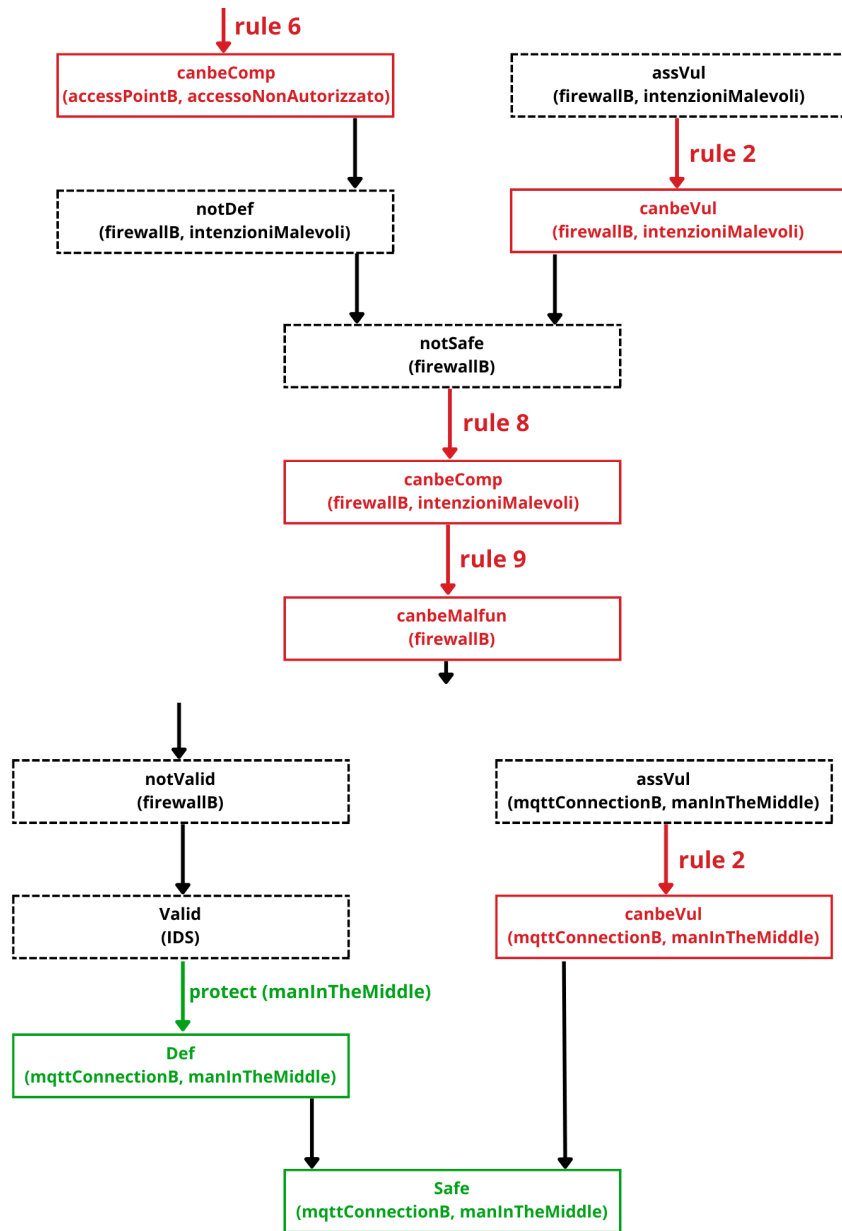 rule 6
canbeComp
(accessPointB, accessoNonAutorizzato)
assVul
(firewallB, intenzioniMalevoli)
rule 2
notDef
(firewallB, intenzioniMalevoli)
canbeVul
(firewallB, intenzioniMalevoli)
notSafe
(firewallB)
rule 8
canbeComp
(firewallB, intenzioniMalevoli)
rule 9
canbeMalfun
(firewallB)
notValid
(firewallB)
assVul
(mqttConnectionB, manInTheMiddle)
rule 2
Valid
(IDS)
canbeVul
(mqttConnectionB, manInTheMiddle)
protect (manInTheMiddle)
Def
(mqttConnectionB, manInTheMiddle)
Safe
(mqttConnectionB, manInTheMiddle)